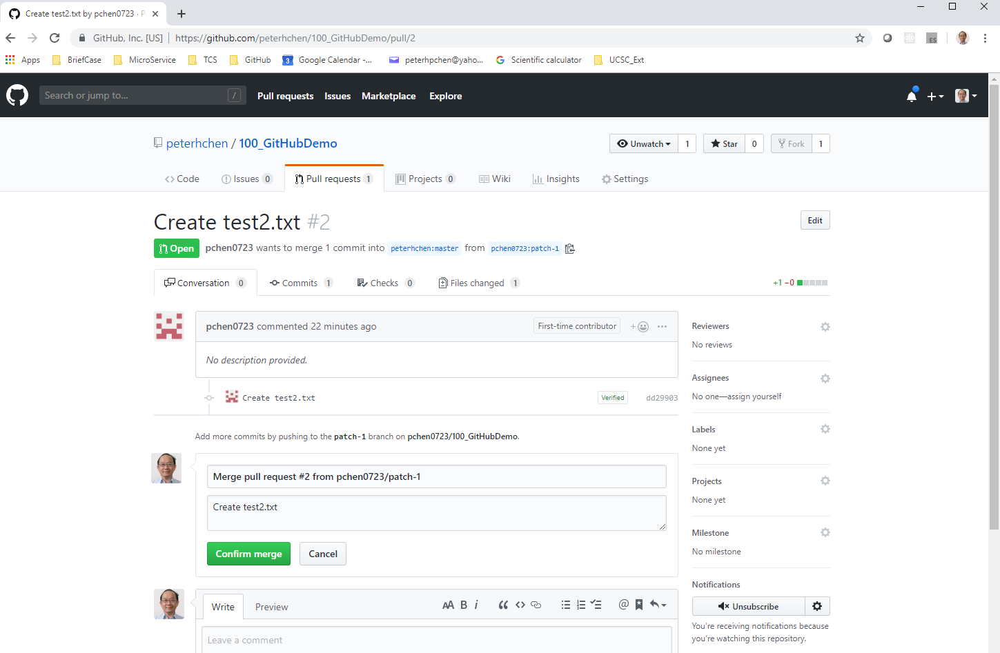 Create test2.txt by pchen0723 · P
GitHub, Inc. [US] | https://github.com/peterhchen/100_GitHubDemo/pull/2
ES
Apps BriefCase MicroService TCS GitHub 3 Google Calendar -... peterhpchen@yaho... Scientific calculator UCSC_Ext
Search or jump to... / Pull requests Issues Marketplace Explore
peterhchen / 100_GitHubDemo
Unwatch 1 Star 0 Fork 1
Code Issues 0 Pull requests 1 Projects 0 Wiki Insights Settings
Create test2.txt #2
Edit
Open pchen0723 wants to merge 1 commit into peterhchen:master from pchen0723:patch-1
Conversation 0 Commits 1 Checks 0 Files changed 1 +1 −0
pchen0723 commented 22 minutes ago First-time contributor
No description provided.
Create test2.txt Verified dd29903
Add more commits by pushing to the patch-1 branch on pchen0723/100_GitHubDemo.
Merge pull request #2 from pchen0723/patch-1
Create test2.txt
Confirm merge Cancel
Write Preview AA B i @
Leave a comment
Reviewers
No reviews
Assignees
No one—assign yourself
Labels
None yet
Projects
None yet
Milestone
No milestone
Notifications
Unsubscribe
You're receiving notifications because
you're watching this repository.